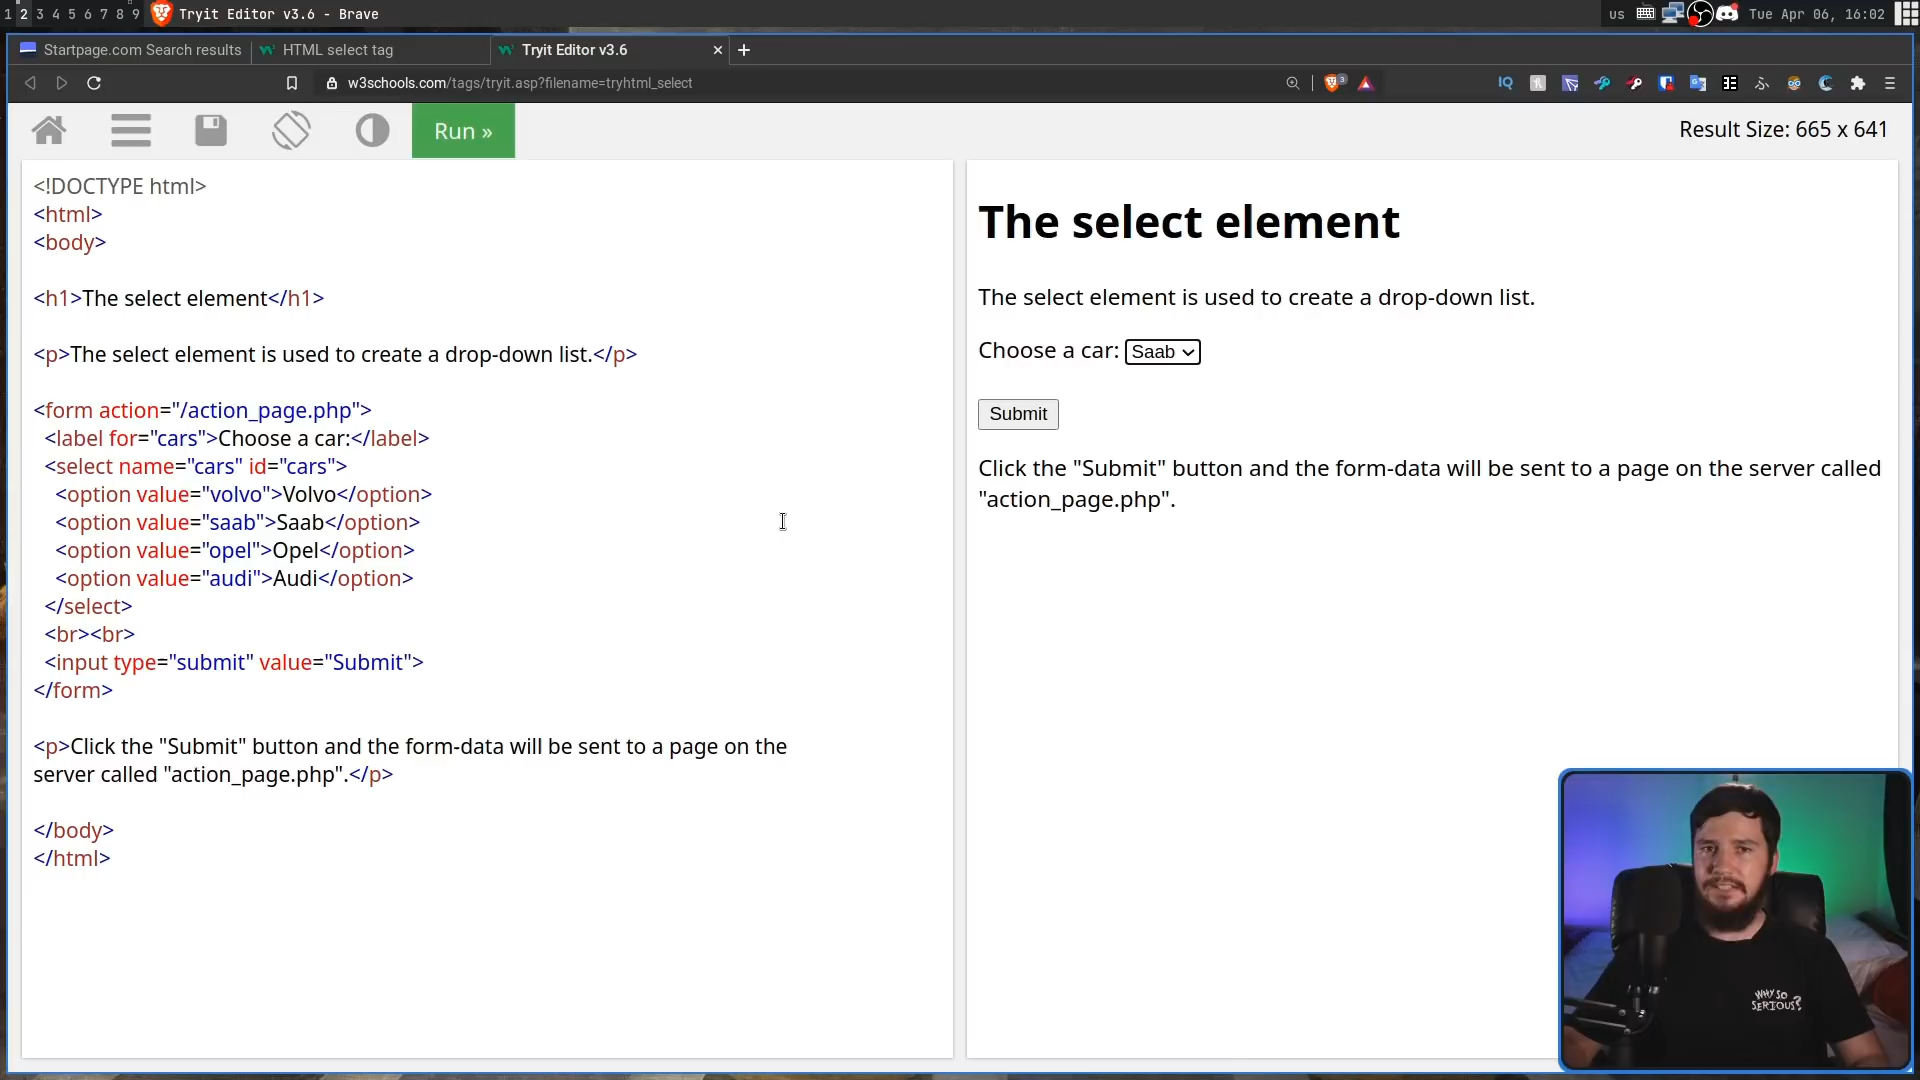 1 2 3 4 5 6 7 8 9 Tryit Editor v3.6 - Brave us Tue Apr 06, 16:02
Startpage.com Search results HTML select tag Tryit Editor v3.6
w3schools.com/tags/tryit.asp?filename=tryhtml_select
Run » Result Size: 665 x 641
<!DOCTYPE html>
<html>
<body>
<h1>The select element</h1>
<p>The select element is used to create a drop-down list.</p>
<form action="/action_page.php">
<label for="cars">Choose a car:</label>
<select name="cars" id="cars">
<option value="volvo">Volvo</option>
<option value="saab">Saab</option>
<option value="opel">Opel</option>
<option value="audi">Audi</option>
</select>
<br><br>
<input type="submit" value="Submit">
</form>
<p>Click the "Submit" button and the form-data will be sent to a page on the
server called "action_page.php".</p>
</body>
</html>
The select element
The select element is used to create a drop-down list.
Choose a car: Saab
Submit
Click the "Submit" button and the form-data will be sent to a page on the server called
"action_page.php".
WHY SO
SERIOUS?